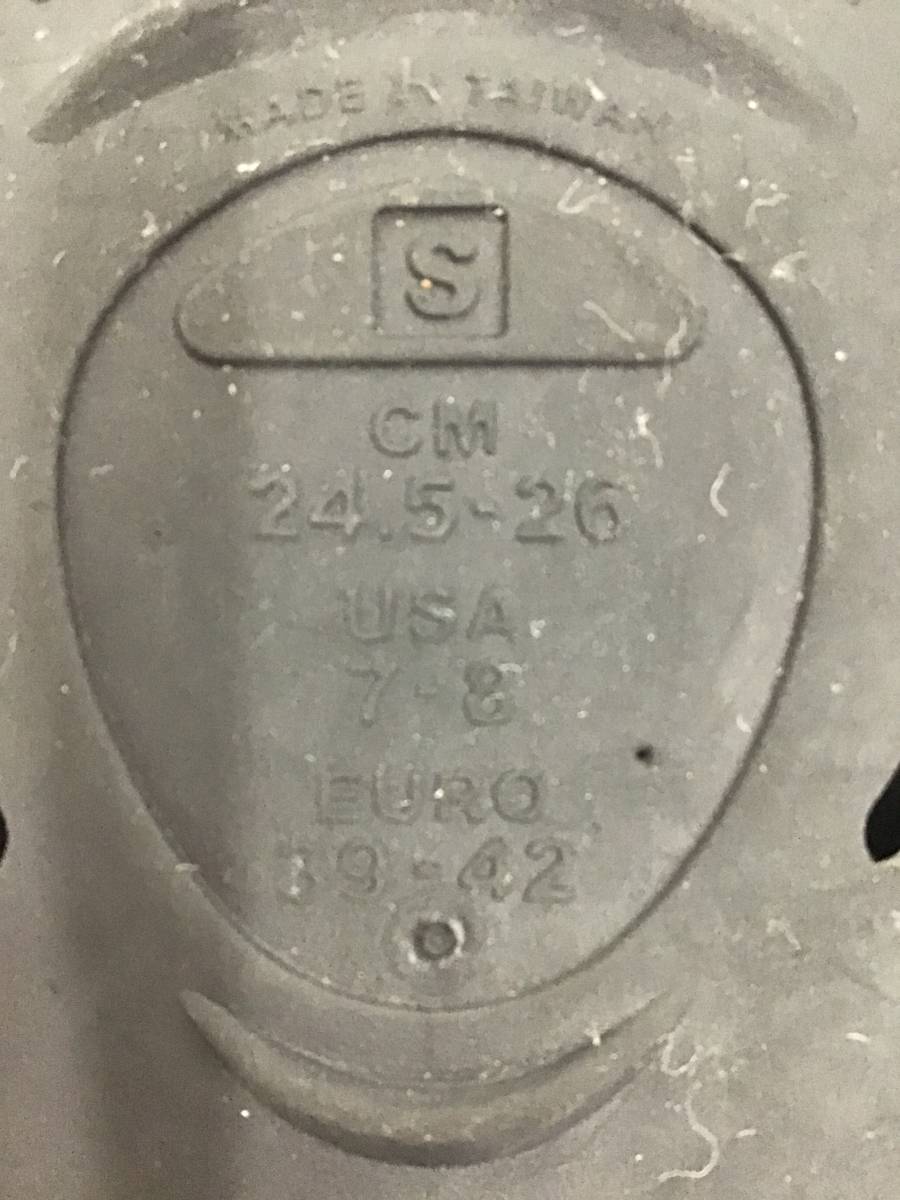 MADE IN TAIWAN
S
CM
24.5-26
USA
7-8
EURO
39-42